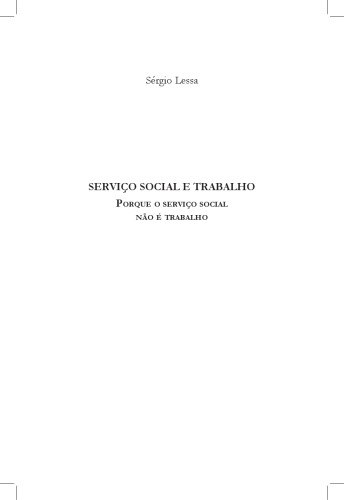 Sérgio Lessa
SERVIÇO SOCIAL E TRABALHO
PORQUE O SERVIÇO SOCIAL
NÃO É TRABALHO